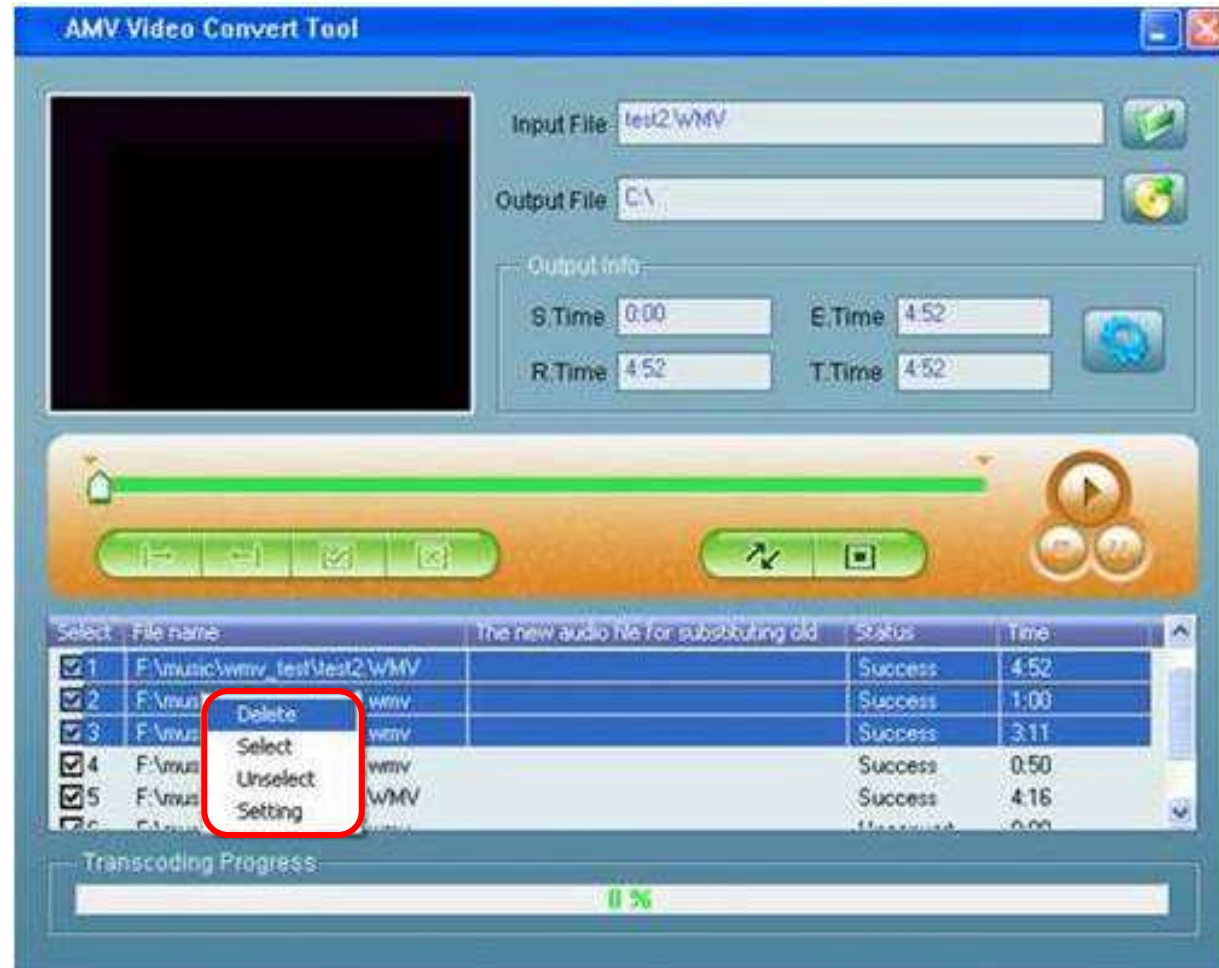 AMV Video Convert Tool
Input File test2.WMV
Output File C:\
Output Info
S.Time 0:00 E.Time 4:52
R.Time 4:52 T.Time 4:52
Select File name The new audio file for substituting old Status Time
1 F:\music\wmv_test\test2.WMV Success 4:52
2 F:\mus wmv Success 1:00
3 F:\mus wmv Success 3:11
4 F:\mus wmv Success 0:50
5 F:\mus WMV Success 4:16
Delete
Select
Unselect
Setting
Transcoding Progress
0 %